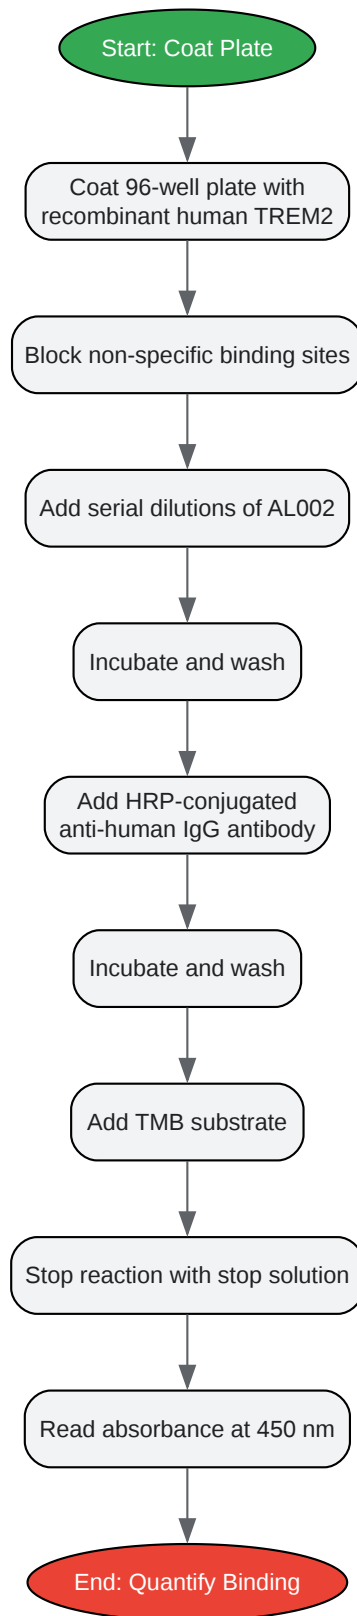 Start: Coat Plate
Coat 96-well plate with
recombinant human TREM2
Block non-specific binding sites
Add serial dilutions of AL002
Incubate and wash
Add HRP-conjugated
anti-human IgG antibody
Incubate and wash
Add TMB substrate
Stop reaction with stop solution
Read absorbance at 450 nm
End: Quantify Binding